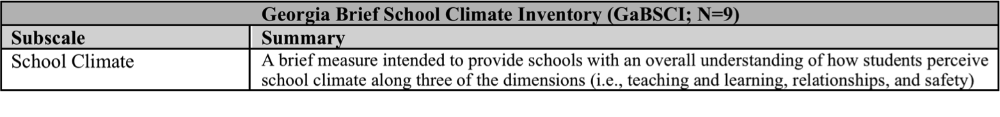 Georgia Brief School Climate Inventory (GaBSCI; N=9)
Subscale Summary
School Climate A brief measure intended to provide schools with an overall understanding of how students perceive
school climate along three of the dimensions (i.e., teaching and learning, relationships, and safety)